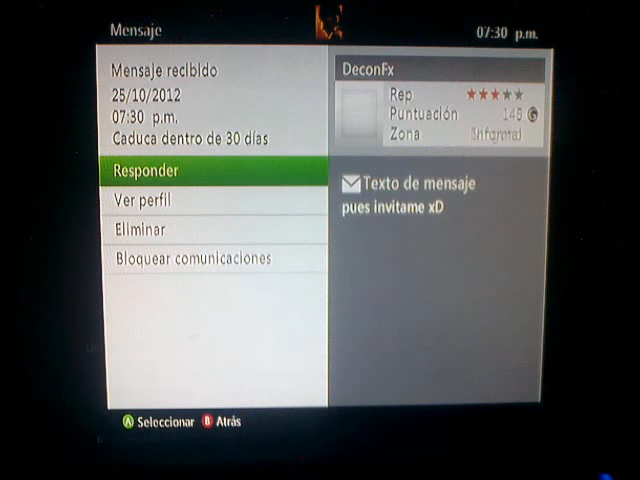 Mensaje
07:30 p.m.
Mensaje recibido
25/10/2012
07:30 p.m.
Caduca dentro de 30 días
Responder
Ver perfil
Eliminar
Bloquear comunicaciones
DeconFx
Rep
Puntuación 146 G
Zona Informal
Texto de mensaje
pues invitame xD
A Seleccionar B Atrás